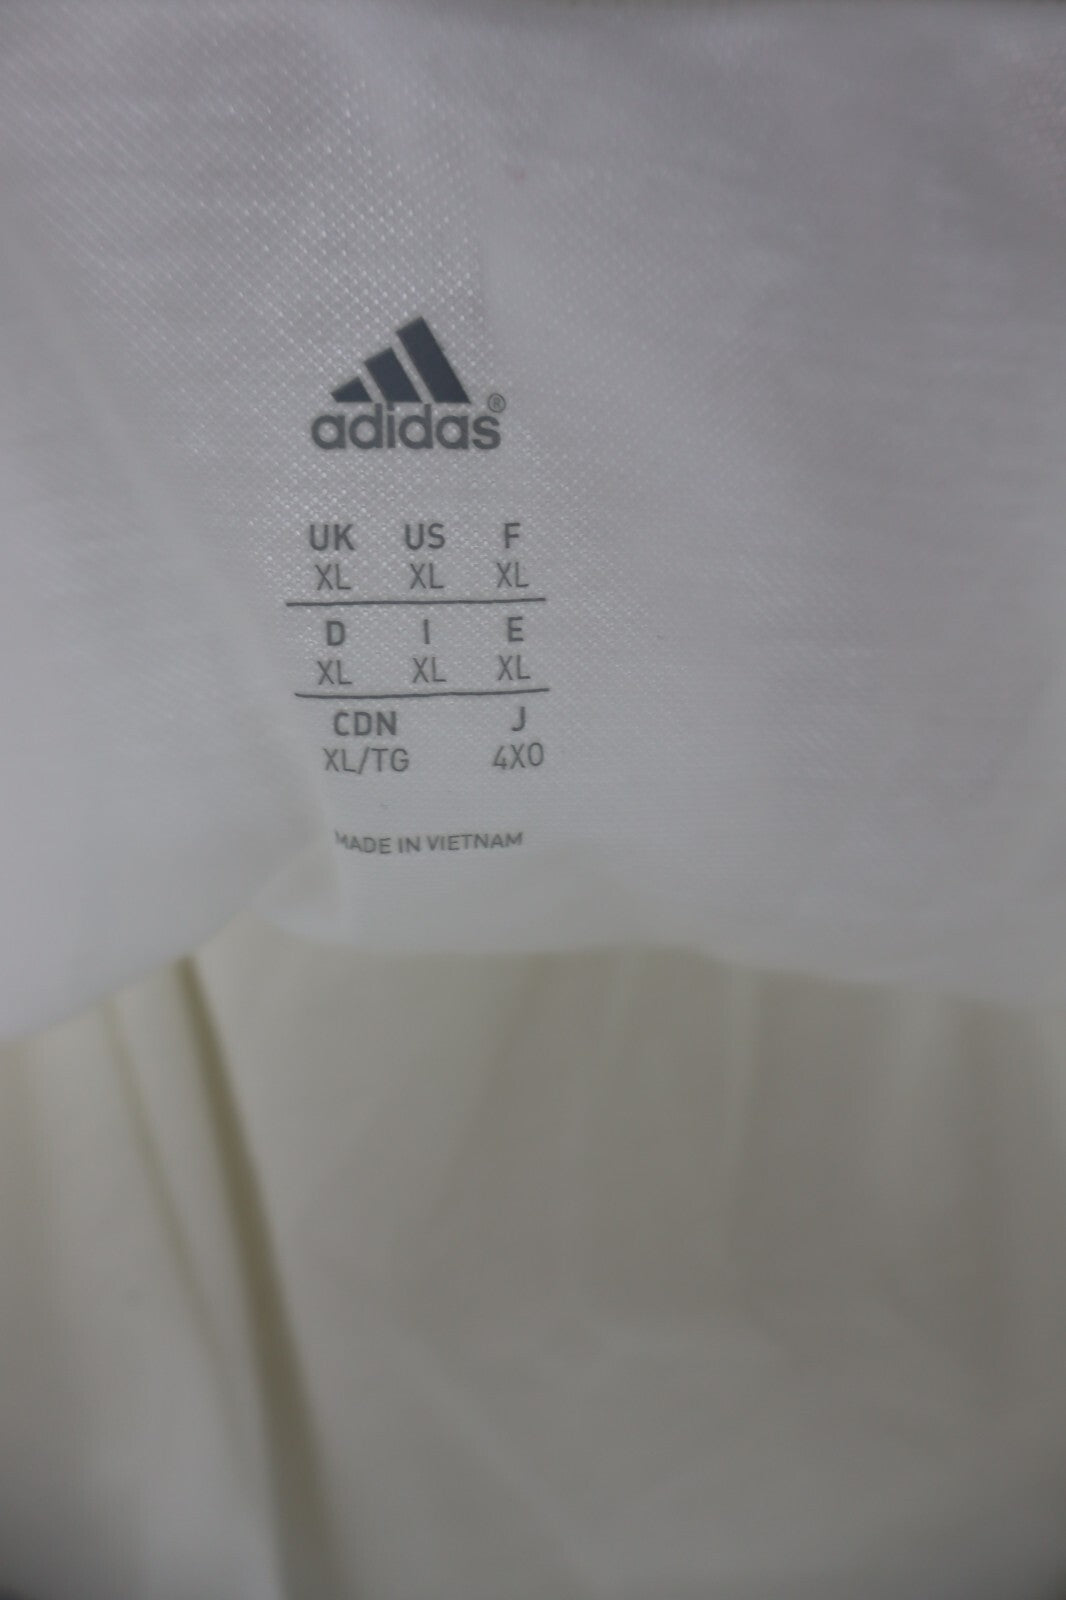 adidas®
UK US F
XL XL XL
D I E
XL XL XL
CDN J
XL/TG 4XO
MADE IN VIETNAM